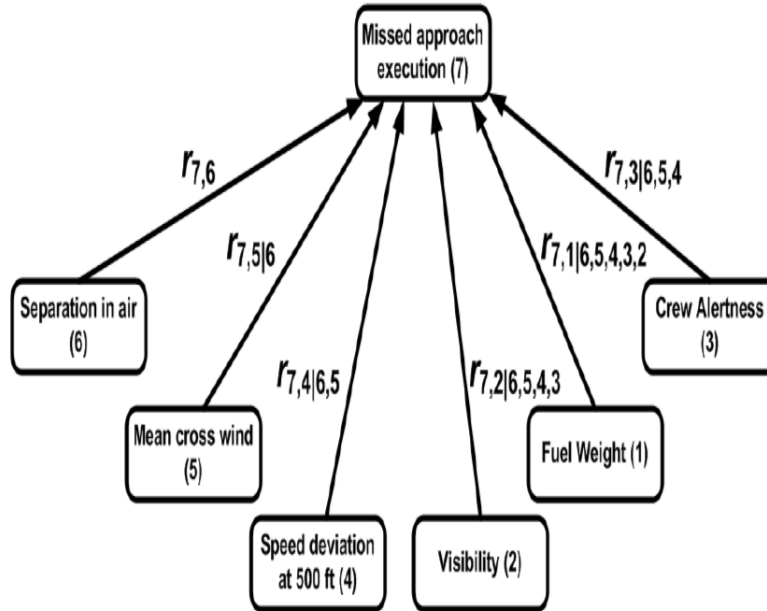 Missed approach
execution (7)
r7,6
r7,3|6,5,4
r7,5|6
r7,1|6,5,4,3,2
Separation in air
(6)
Crew Alertness
(3)
r7,4|6,5
r7,2|6,5,4,3
Mean cross wind
(5)
Fuel Weight (1)
Speed deviation
at 500 ft (4)
Visibility (2)